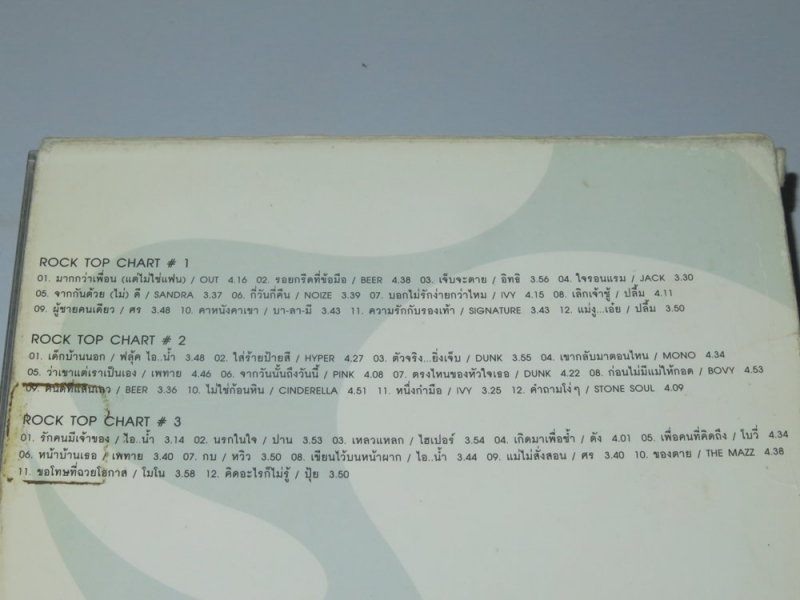 ROCK TOP CHART # 1
01. มากกว่าเพื่อน (แต่ไม่ใช่แฟน) / OUT 4.16 02. รอยกรีดที่ข้อมือ / BEER 4.38 03. เจ็บจะตาย / อิทธิ 3.56 04. ใจรอนแรม / JACK 3.30
05. จากกันด้วย (ไม่) ดี / SANDRA 3.37 06. กี่วันกี่คืน / NOIZE 3.39 07. บอกไม่รักง่ายกว่าไหม / IVY 4.15 08. เลิกเจ้าชู้ / ปลื้ม 4.11
09. ผู้ชายคนเดียว / ศร 3.48 10. ตาหนังคาเขา / บา-ลา-มี 3.43 11. ความรักกับรองเท้า / SIGNATURE 3.43 12. แม่งู...เอ๋ย / ปลื้ม 3.50
ROCK TOP CHART # 2
01. เด็กบ้านนอก / ฟลุ้ค ไอ..น้ำ 3.48 02. ใส่ร้ายป้ายสี / HYPER 4.27 03. ตัวจริง...ยิ่งเจ็บ / DUNK 3.55 04. เขากลับมาตอนไหน / MONO 4.34
05. ว่าเขาแต่เราเป็นเอง / เพทาย 4.46 06. จากวันนั้นถึงวันนี้ / PINK 4.08 07. ตรงไหนของหัวใจเธอ / DUNK 4.22 08. ก่อนไม่มีแม่ให้กอด / BOVY 4.53
09. คนดีที่แสนเลว / BEER 3.36 10. ไม่ใช่ก้อนหิน / CINDERELLA 4.51 11. หนึ่งกำมือ / IVY 3.25 12. คำถามโง่ๆ / STONE SOUL 4.09
ROCK TOP CHART # 3
01. รักคนมีเจ้าของ / ไอ..น้ำ 3.14 02. นรกในใจ / ปาน 3.53 03. เหลวแหลก / ไฮเปอร์ 3.54 04. เกิดมาเพื่อช้ำ / ดัง 4.01 05. เพื่อคนที่คิดถึง / โบวี่ 4.34
06. หน้าบ้านเธอ / เพทาย 3.40 07. กบ / หวิว 3.50 08. เขียนไว้บนหน้าผาก / ไอ..น้ำ 3.44 09. แม่ไม่สั่งสอน / ศร 3.40 10. ของตาย / THE MAZZ 4.38
11. ขอโทษที่ฉวยโอกาส / โมโน 3.58 12. คิดอะไรก็ไม่รู้ / ปุ้ย 3.50